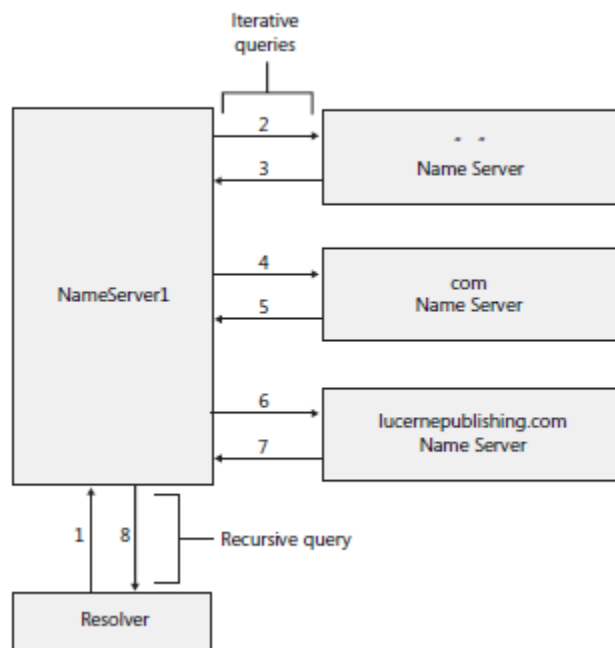 Iterative
queries
2
" "
Name Server
3
NameServer1
4
com
Name Server
5
6
lucernepublishing.com
Name Server
7
1
8
Recursive query
Resolver